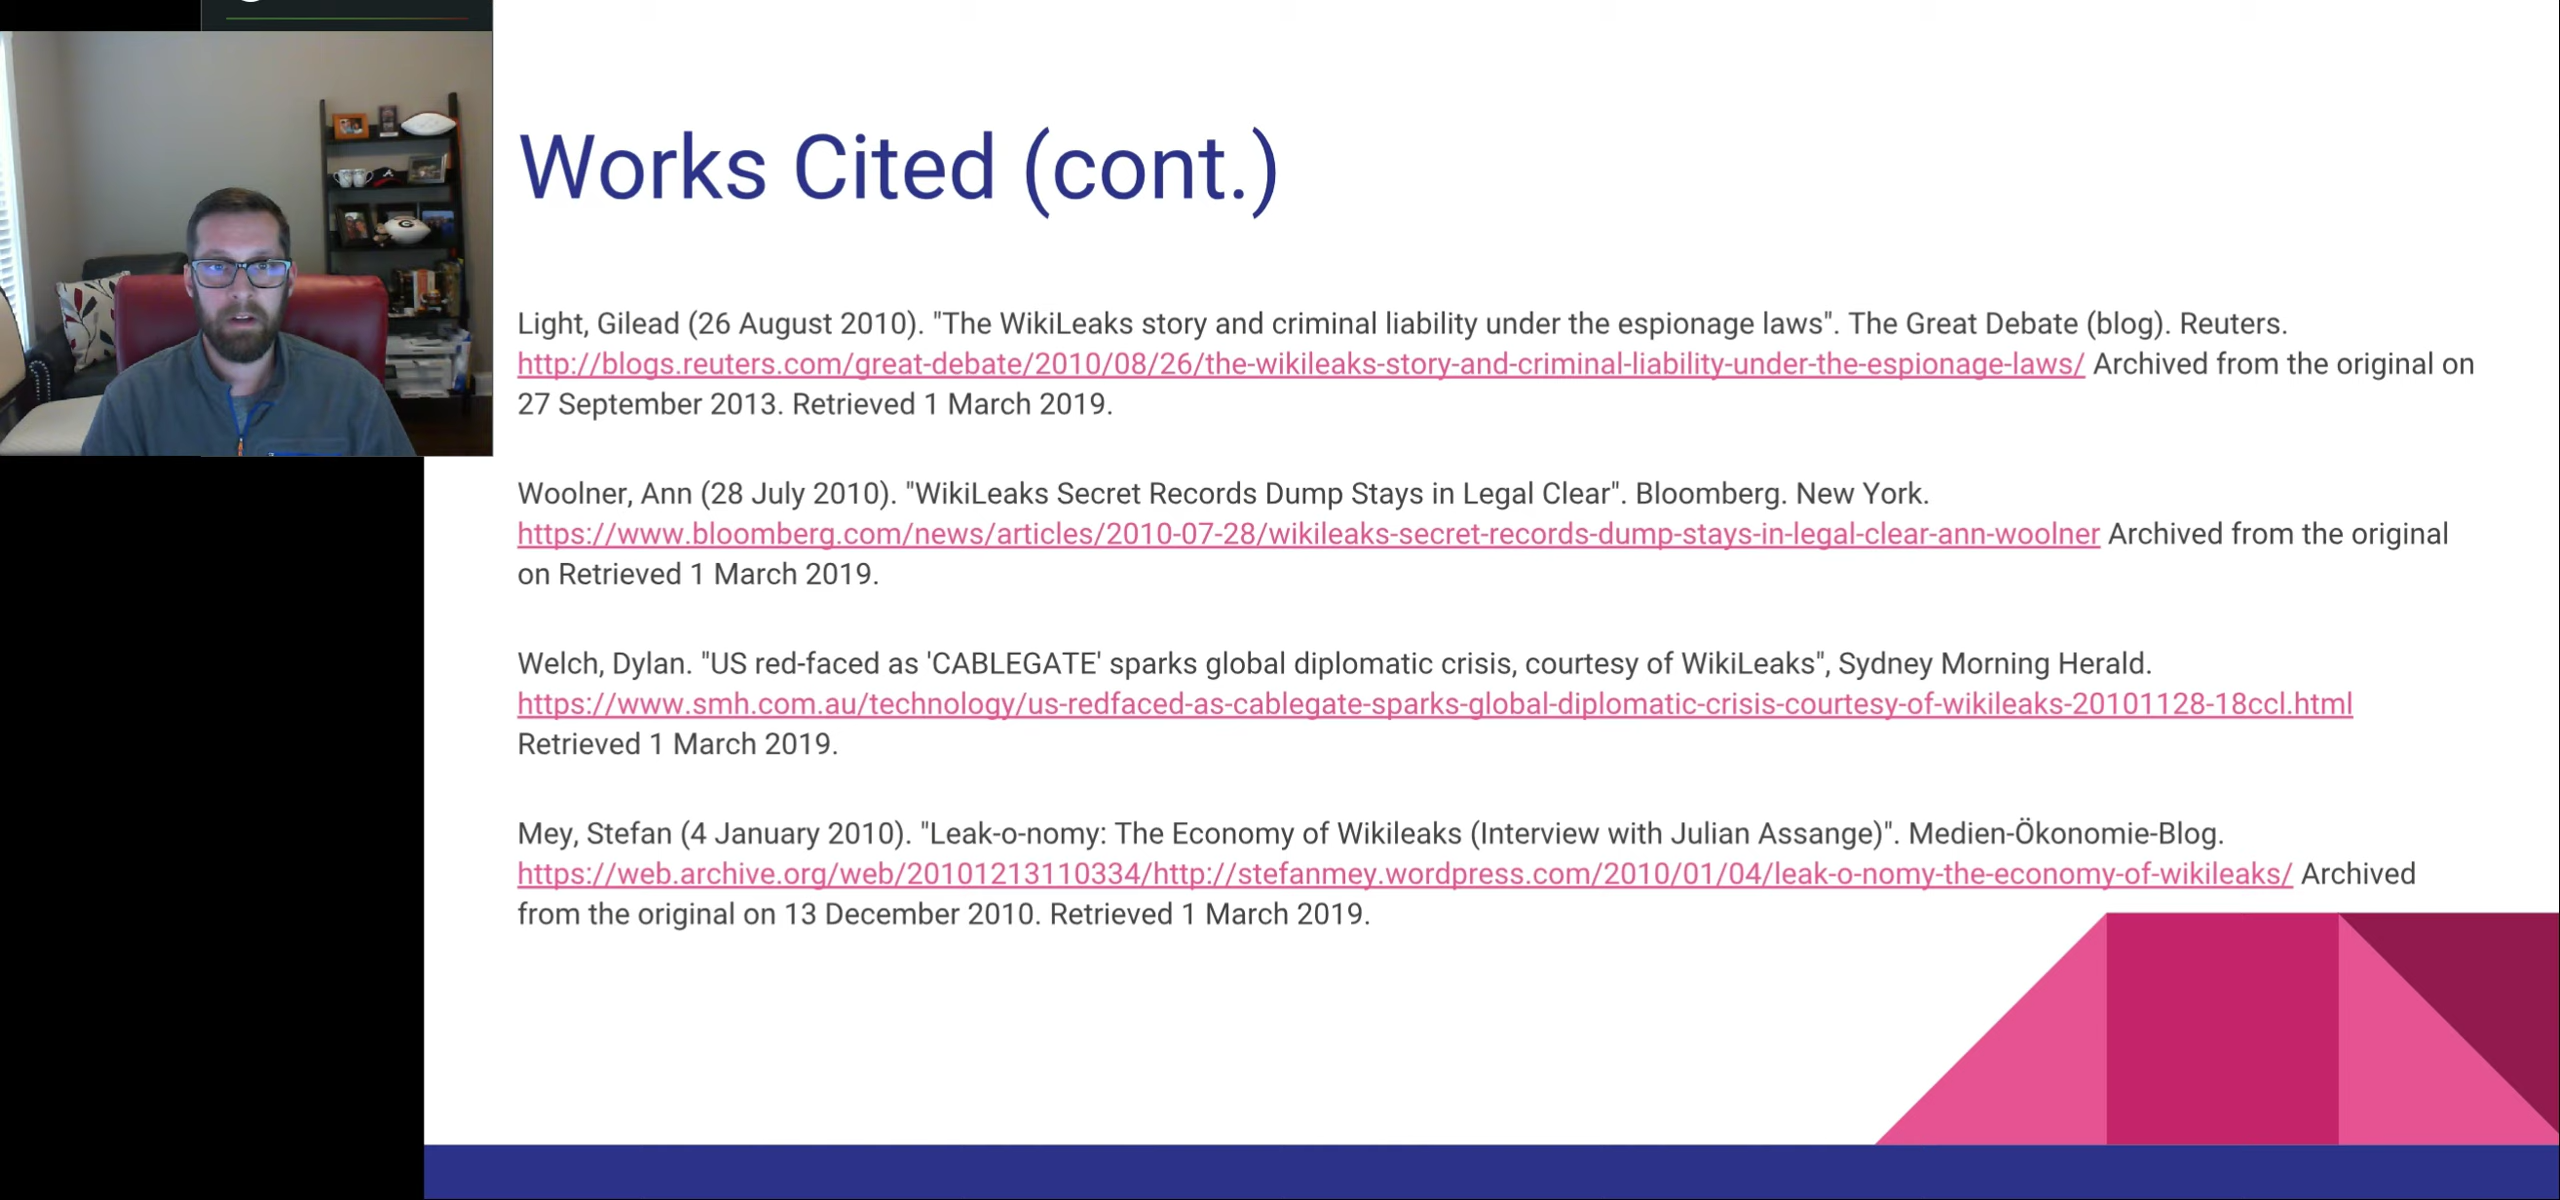 Works Cited (cont.)
Light, Gilead (26 August 2010). "The WikiLeaks story and criminal liability under the espionage laws". The Great Debate (blog). Reuters.
http://blogs.reuters.com/great-debate/2010/08/26/the-wikileaks-story-and-criminal-liability-under-the-espionage-laws/ Archived from the original on
27 September 2013. Retrieved 1 March 2019.
Woolner, Ann (28 July 2010). "WikiLeaks Secret Records Dump Stays in Legal Clear". Bloomberg. New York.
https://www.bloomberg.com/news/articles/2010-07-28/wikileaks-secret-records-dump-stays-in-legal-clear-ann-woolner Archived from the original
on Retrieved 1 March 2019.
Welch, Dylan. "US red-faced as 'CABLEGATE' sparks global diplomatic crisis, courtesy of WikiLeaks", Sydney Morning Herald.
https://www.smh.com.au/technology/us-redfaced-as-cablegate-sparks-global-diplomatic-crisis-courtesy-of-wikileaks-20101128-18ccl.html
Retrieved 1 March 2019.
Mey, Stefan (4 January 2010). "Leak-o-nomy: The Economy of Wikileaks (Interview with Julian Assange)". Medien-Ökonomie-Blog.
https://web.archive.org/web/20101213110334/http://stefanmey.wordpress.com/2010/01/04/leak-o-nomy-the-economy-of-wikileaks/ Archived
from the original on 13 December 2010. Retrieved 1 March 2019.